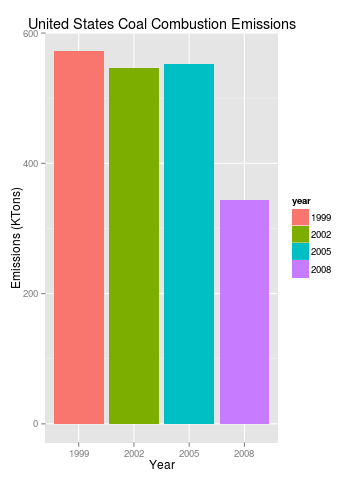 United States Coal Combustion Emissions
600
400
200
0
Emissions (KTons)
1999 2002 2005 2008
Year
year
1999
2002
2005
2008